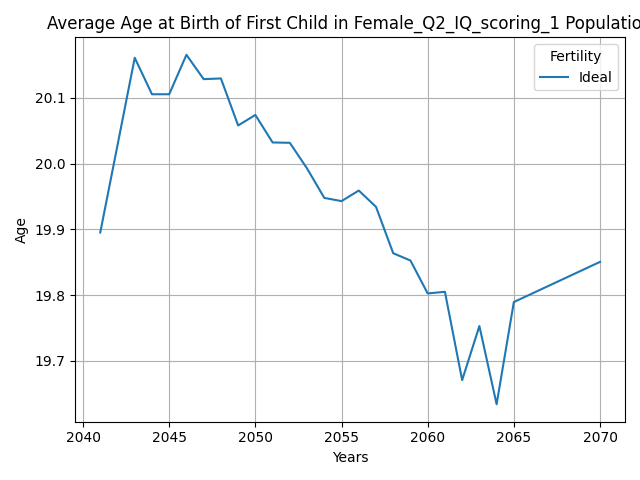 Average Age at Birth of First Child in Female_Q2_IQ_scoring_1 Populatio
Fertility
Ideal
Age
20.1
20.0
19.9
19.8
19.7
2040 2045 2050 2055 2060 2065 2070
Years